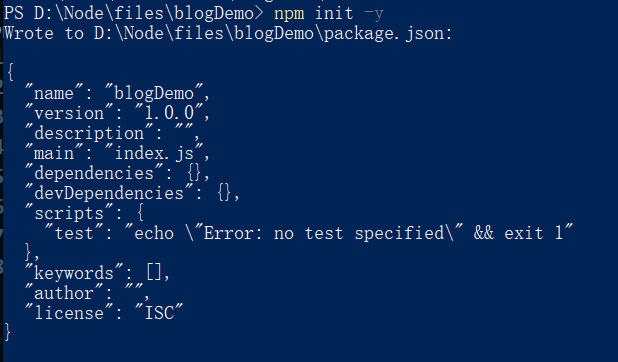 PS D:\Node\files\blogDemo> npm init -y
Wrote to D:\Node\files\blogDemo\package.json:
{
  "name": "blogDemo",
  "version": "1.0.0",
  "description": "",
  "main": "index.js",
  "dependencies": {},
  "devDependencies": {},
  "scripts": {
    "test": "echo \"Error: no test specified\" && exit 1"
  },
  "keywords": [],
  "author": "",
  "license": "ISC"
}